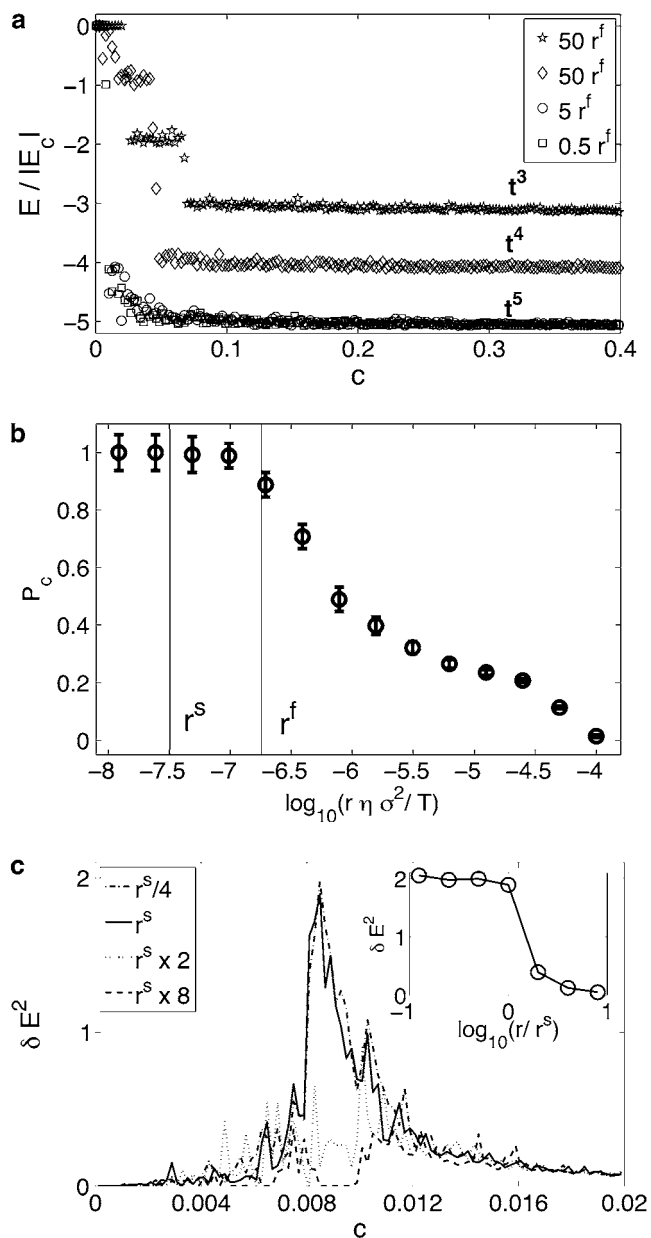 a
E / |E_c|
0
−1
−2
−3
−4
−5
50 r^f
50 r^f
5 r^f
0.5 r^f
t^3
t^4
t^5
0 0.1 0.2 0.3 0.4
c
b
P_c
1
0.8
0.6
0.4
0.2
0
r^s
r^f
−8 −7.5 −7 −6.5 −6 −5.5 −5 −4.5 −4
log_10(r η σ^2/ T)
c
δ E^2
2
1
0
r^s/4
r^s
r^s x 2
r^s x 8
δ E^2
2
1
0
−1 0 1
log_10(r/ r^s)
0 0.004 0.008 0.012 0.016 0.02
c